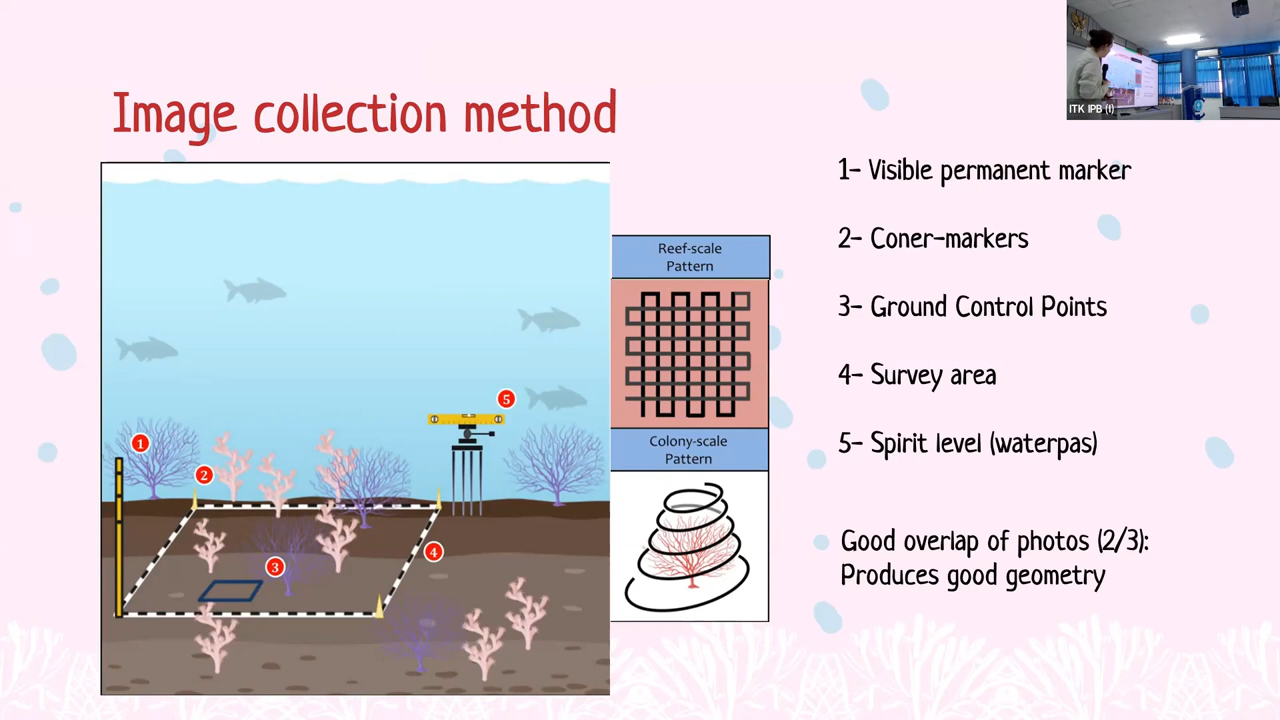 Image collection method
ITK IPB (I)
1
2
3
4
5
Reef-scale
Pattern
Colony-scale
Pattern
1- Visible permanent marker
2- Coner-markers
3- Ground Control Points
4- Survey area
5- Spirit level (waterpas)
Good overlap of photos (2/3):
Produces good geometry